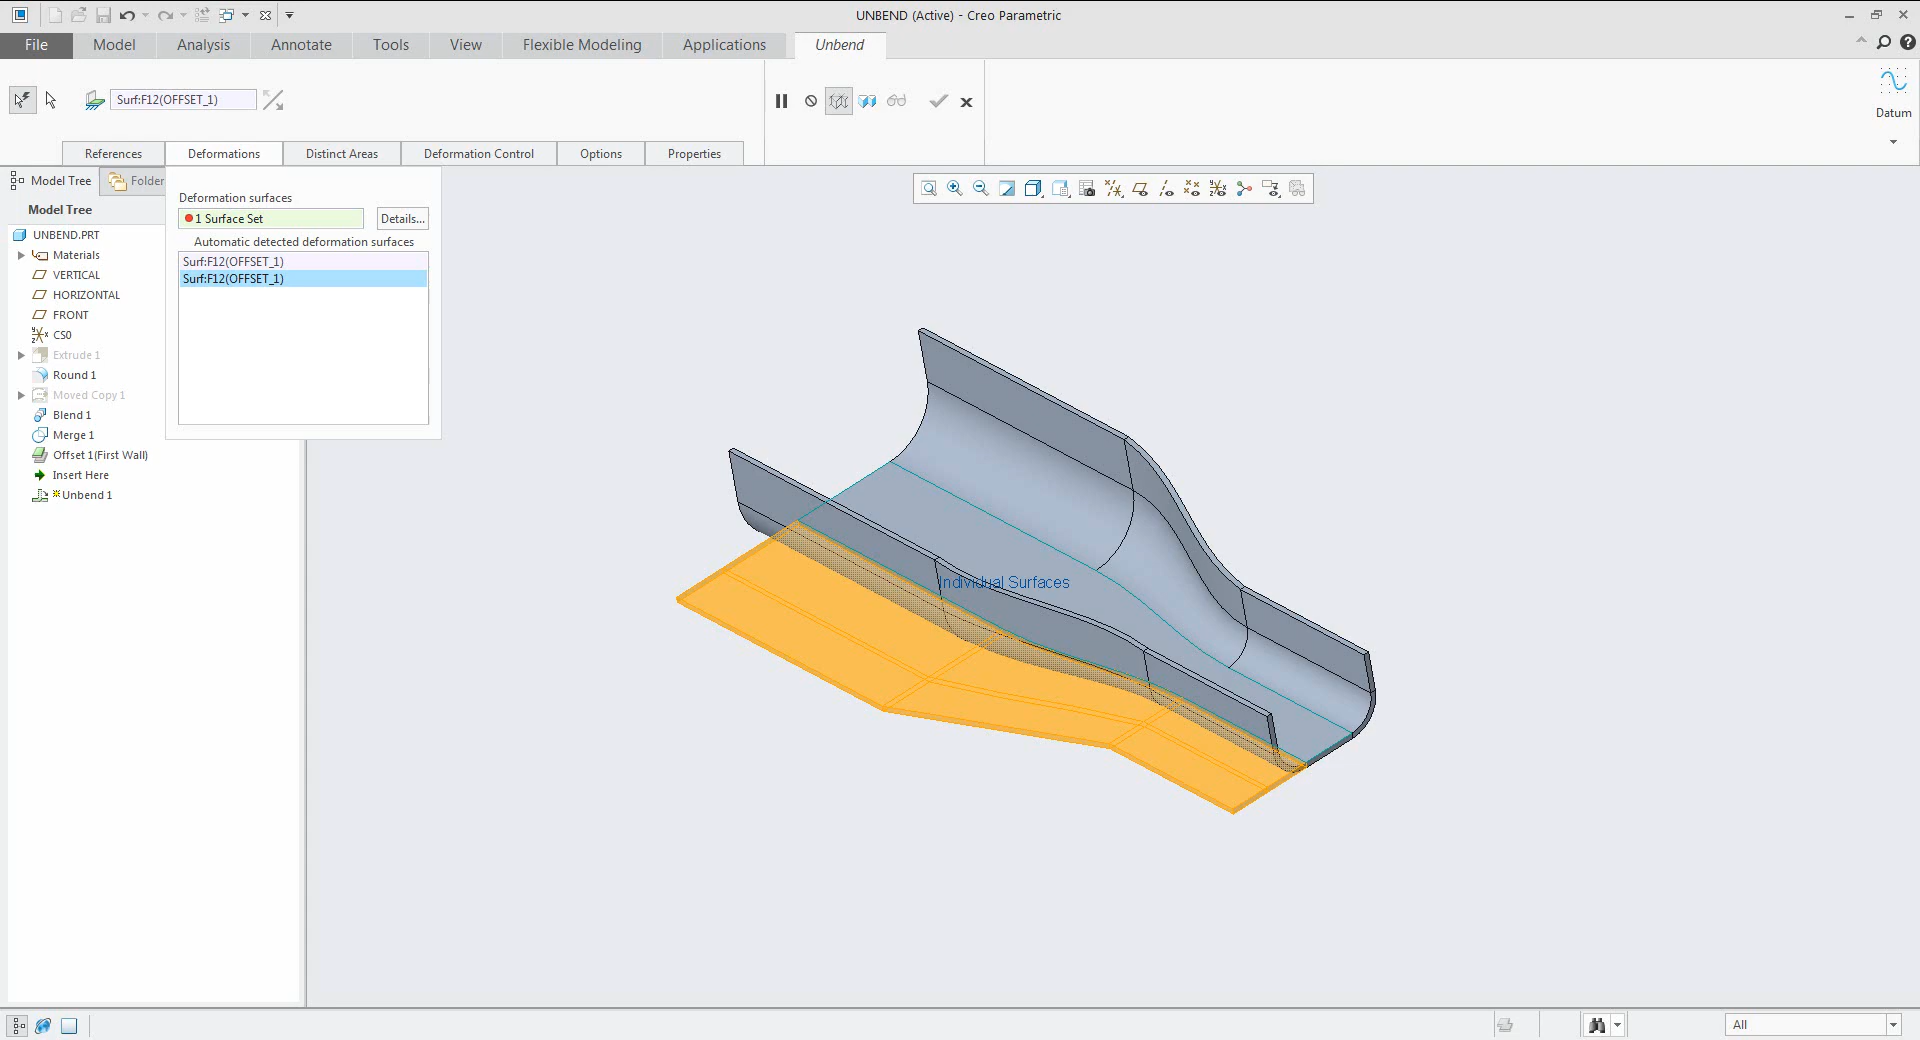 UNBEND (Active) - Creo Parametric
File Model Analysis Annotate Tools View Flexible Modeling Applications Unbend
Surf:F12(OFFSET_1)
Datum
References Deformations Distinct Areas Deformation Control Options Properties
Model Tree Folder
Model Tree
UNBEND.PRT
Materials
VERTICAL
HORIZONTAL
FRONT
CS0
Extrude 1
Round 1
Moved Copy 1
Blend 1
Merge 1
Offset 1(First Wall)
Insert Here
Unbend 1
Deformation surfaces
1 Surface Set Details...
Automatic detected deformation surfaces
Surf:F12(OFFSET_1)
Surf:F12(OFFSET_1)
Individual Surfaces
All